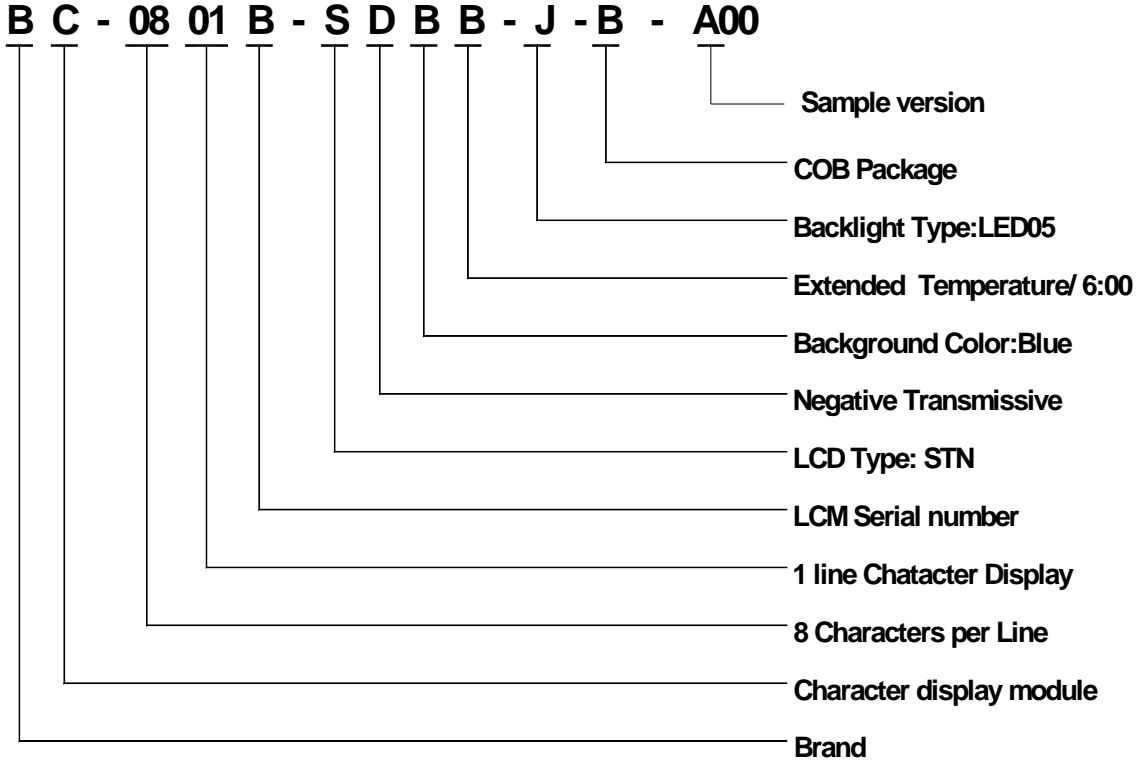 B C - 08 01 B - S D B B - J - B - A00
Sample version
COB Package
Backlight Type:LED05
Extended Temperature/ 6:00
Background Color:Blue
Negative Transmissive
LCD Type: STN
LCM Serial number
1 line Chatacter Display
8 Characters per Line
Character display module
Brand